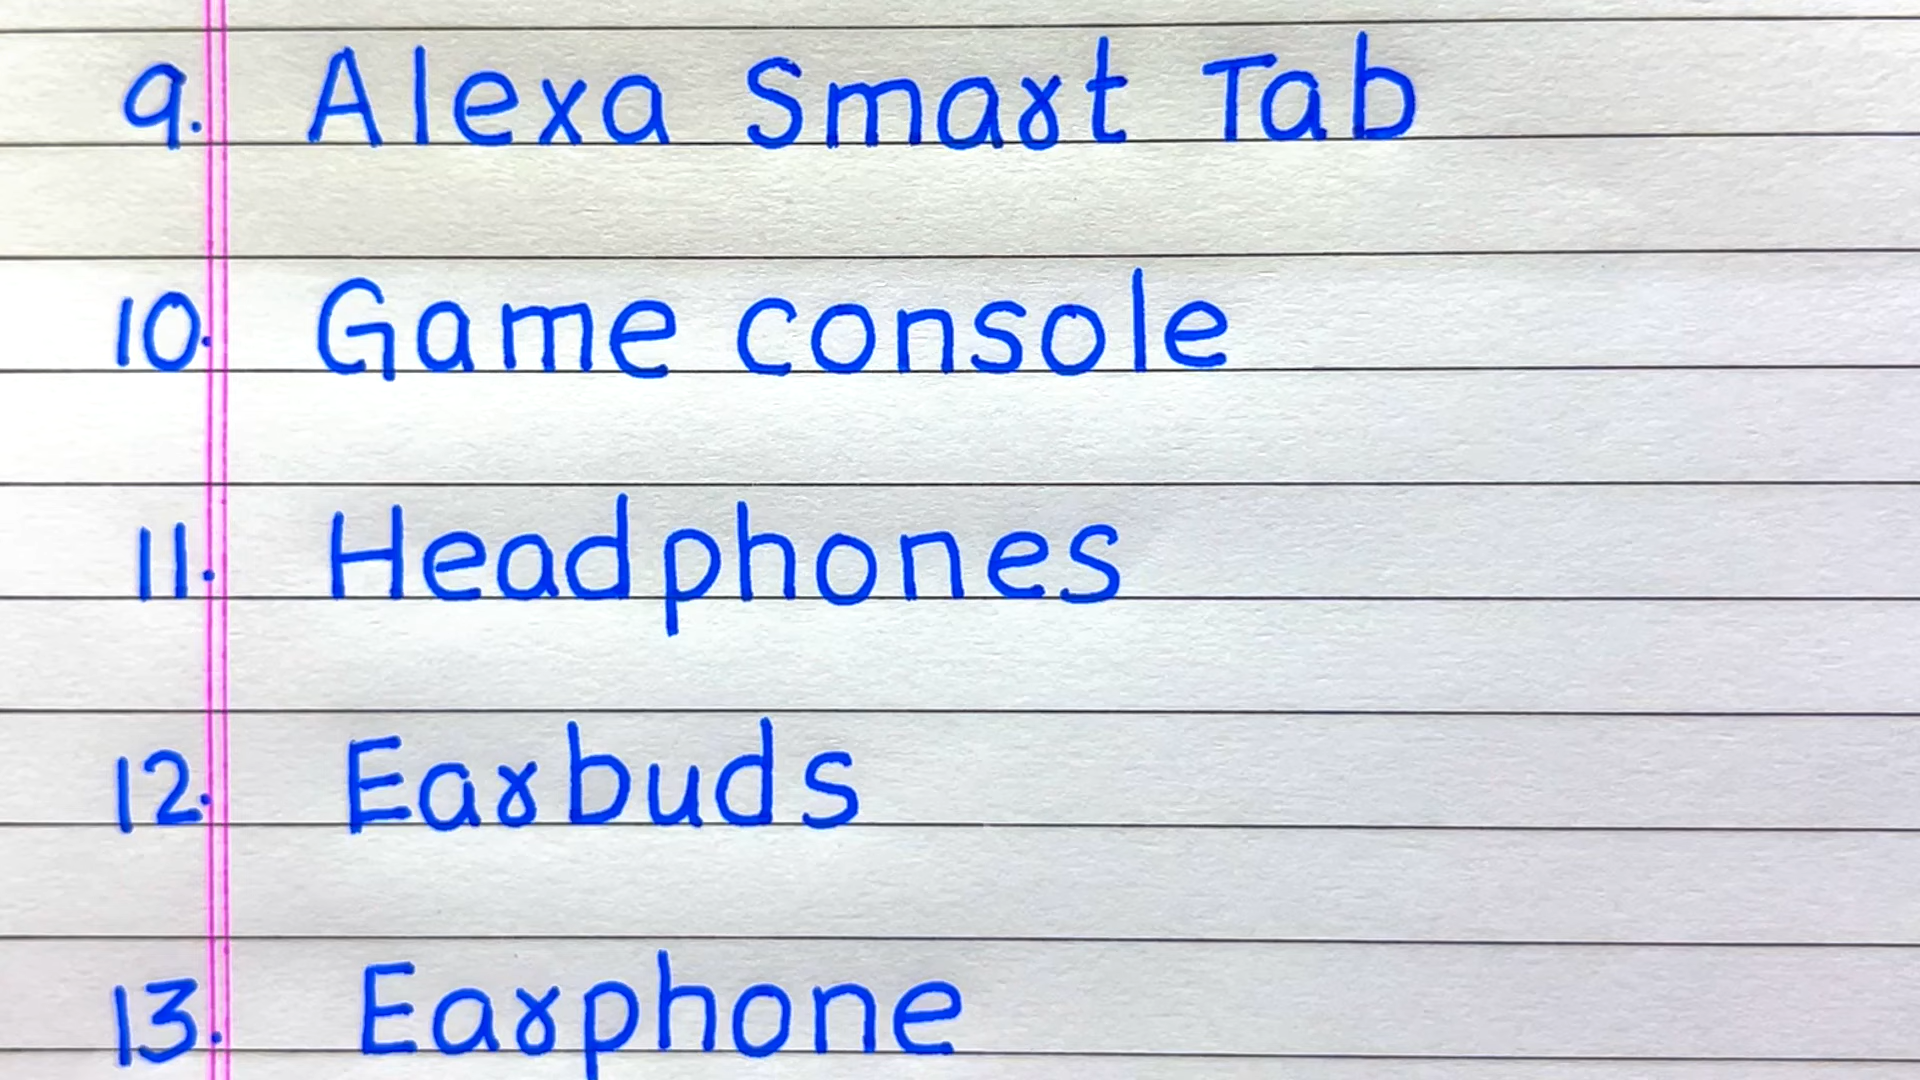 9. Alexa Smart Tab
10. Game console
11. Headphones
12. Earbuds
13. Earphone